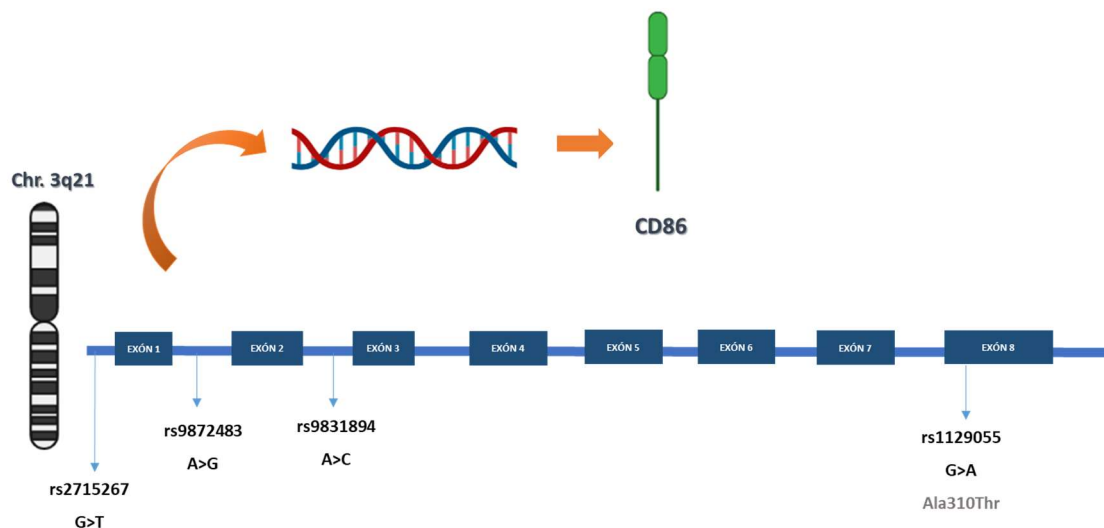 Chr. 3q21
CD86
EXÓN 1
EXÓN 2
EXÓN 3
EXÓN 4
EXÓN 5
EXÓN 6
EXÓN 7
EXÓN 8
rs2715267
G>T
rs9872483
A>G
rs9831894
A>C
rs1129055
G>A
Ala310Thr